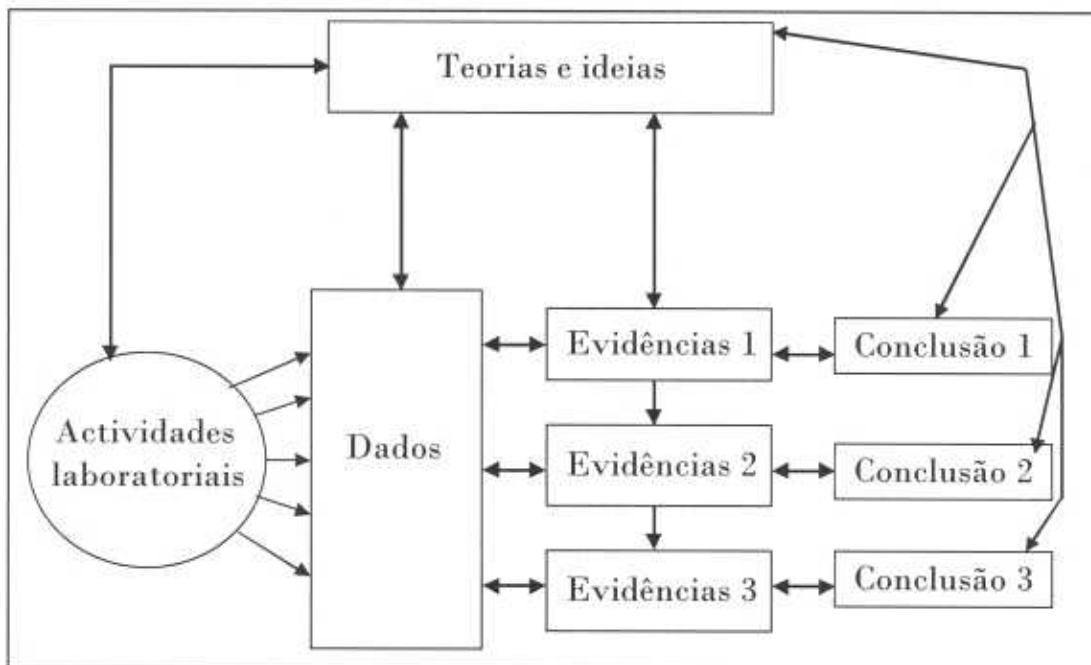 Teorias e ideias
Actividades
laboratoriais
Dados
Evidências 1
Conclusão 1
Evidências 2
Conclusão 2
Evidências 3
Conclusão 3